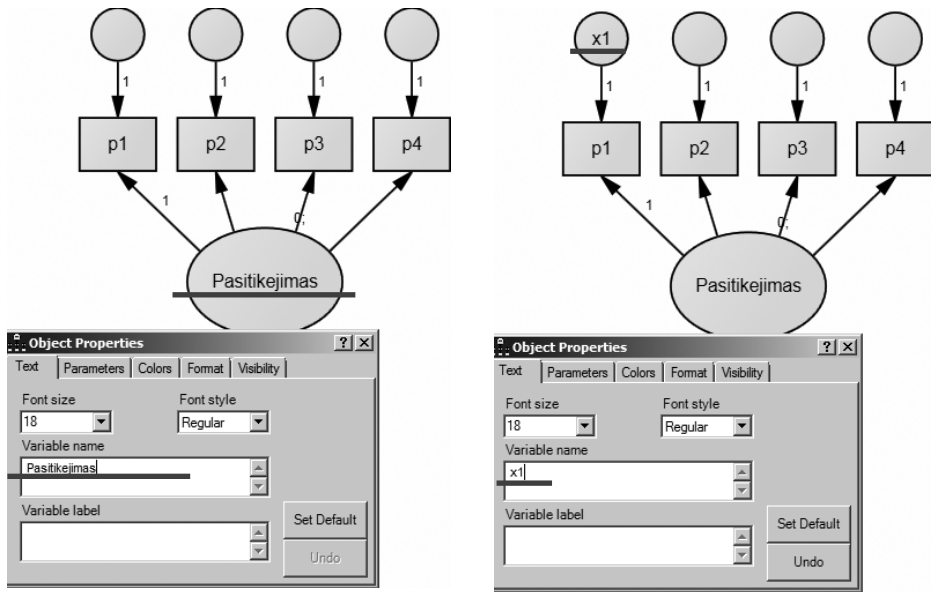 1 1 1 1
p1 p2 p3 p4
1 0;
Pasitikejimas
Object Properties
Text Parameters Colors Format Visibility
Font size Font style
18 Regular
Variable name
Pasitikejimas
Variable label
Set Default
Undo
x1
1 1 1 1
p1 p2 p3 p4
1 0;
Pasitikejimas
Object Properties
Text Parameters Colors Format Visibility
Font size Font style
18 Regular
Variable name
x1
Variable label
Set Default
Undo